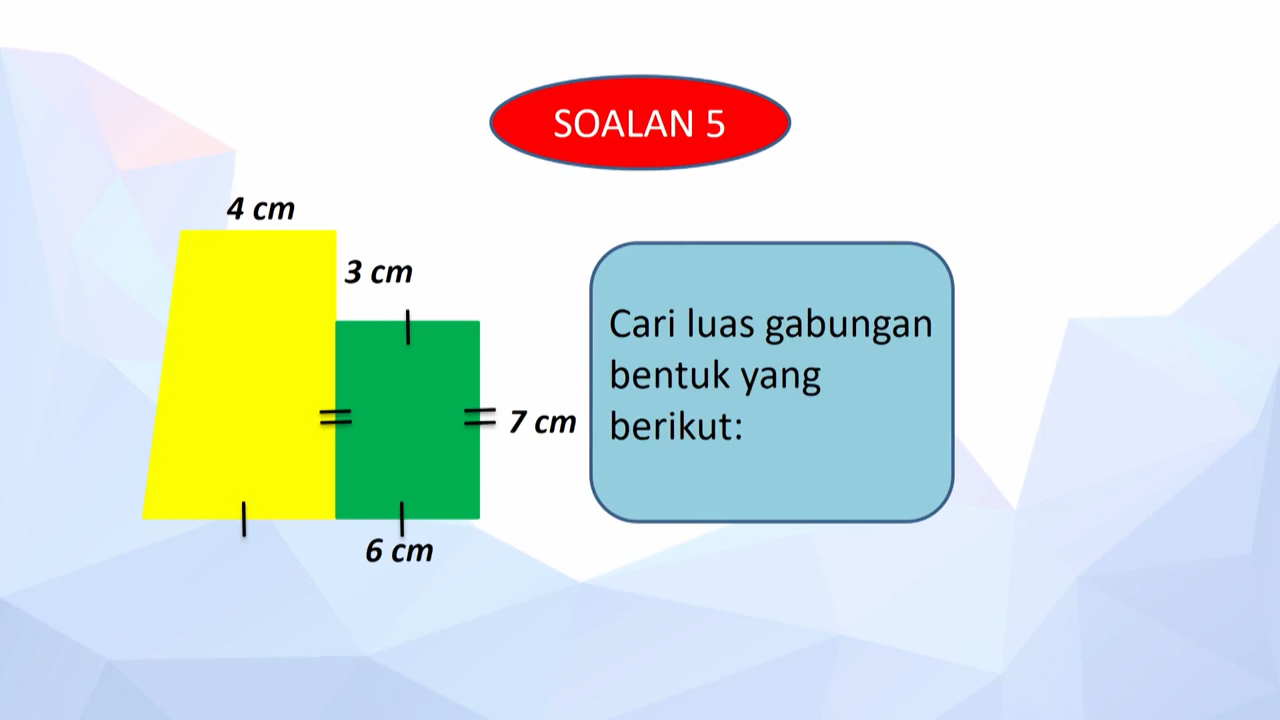 SOALAN 5
4 cm
3 cm
7 cm
6 cm
Cari luas gabungan
bentuk yang
berikut: